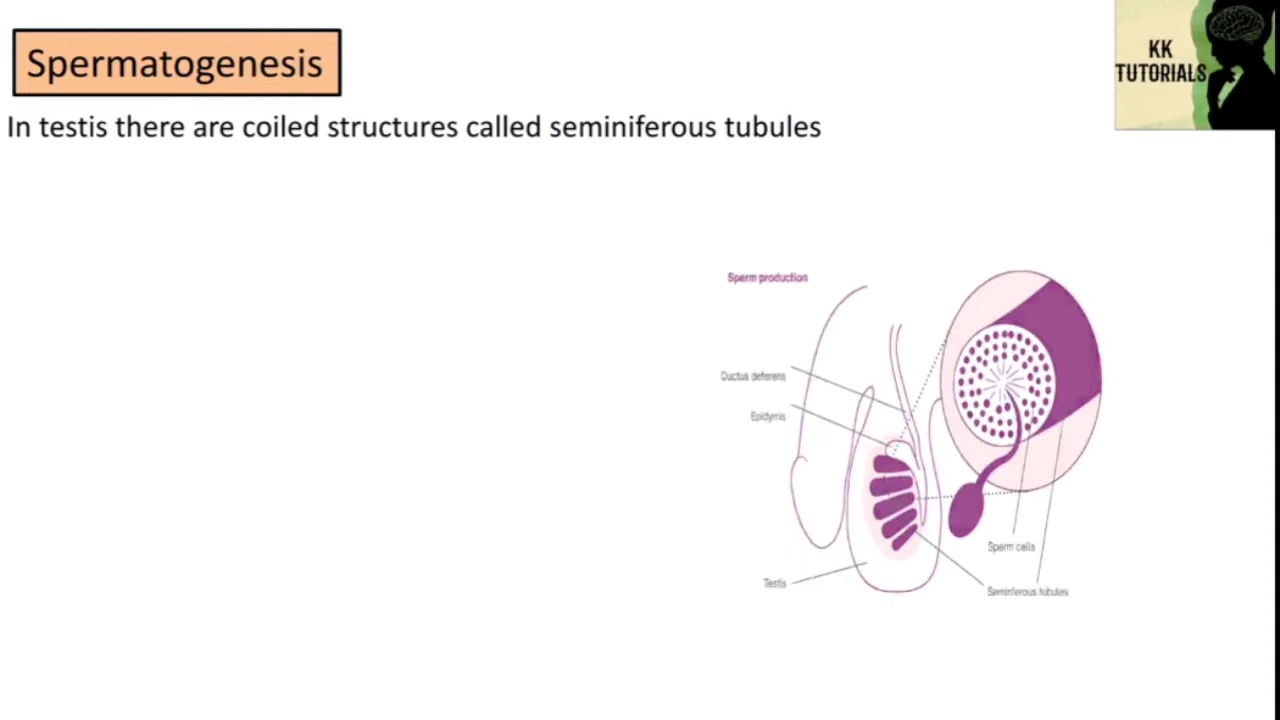 Spermatogenesis
KK
TUTORIALS
In testis there are coiled structures called seminiferous tubules
Sperm production
Ductus deferens
Epidymis
Sperm cells
Testis
Seminferous tubules